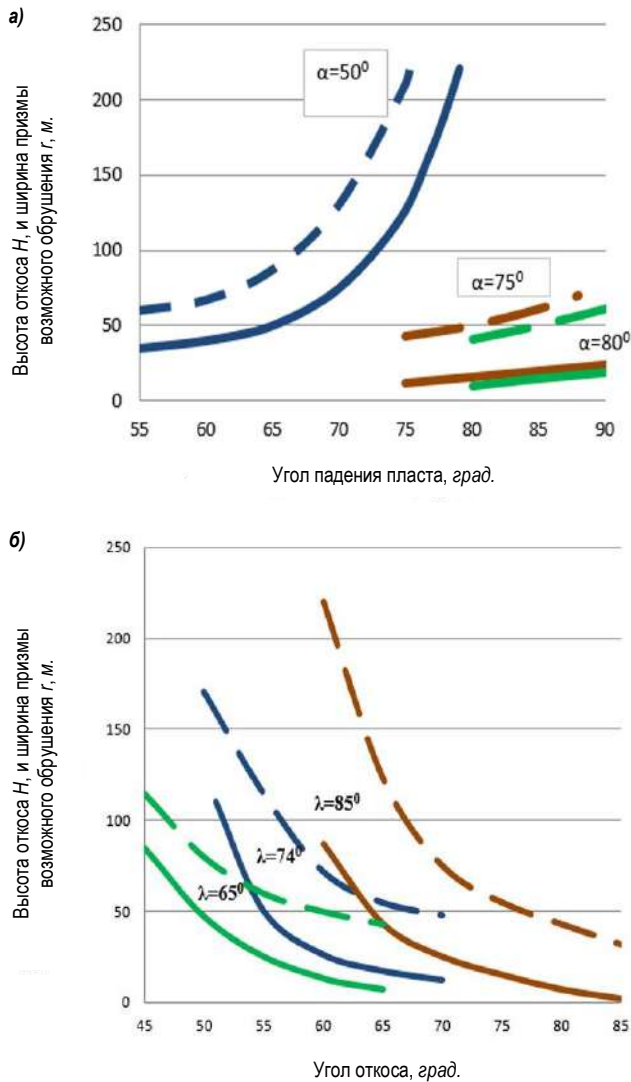 а)
Высота откоса H, и ширина призмы
возможного обрушения r, м.
250
200
150
100
50
0
α=50⁰
α=75⁰
α=80⁰
55 60 65 70 75 80 85 90
Угол падения пласта, град.
б)
Высота откоса H, и ширина призмы
возможного обрушения r, м.
250
200
150
100
50
0
λ=85⁰
λ=74⁰
λ=65⁰
45 50 55 60 65 70 75 80 85
Угол откоса, град.